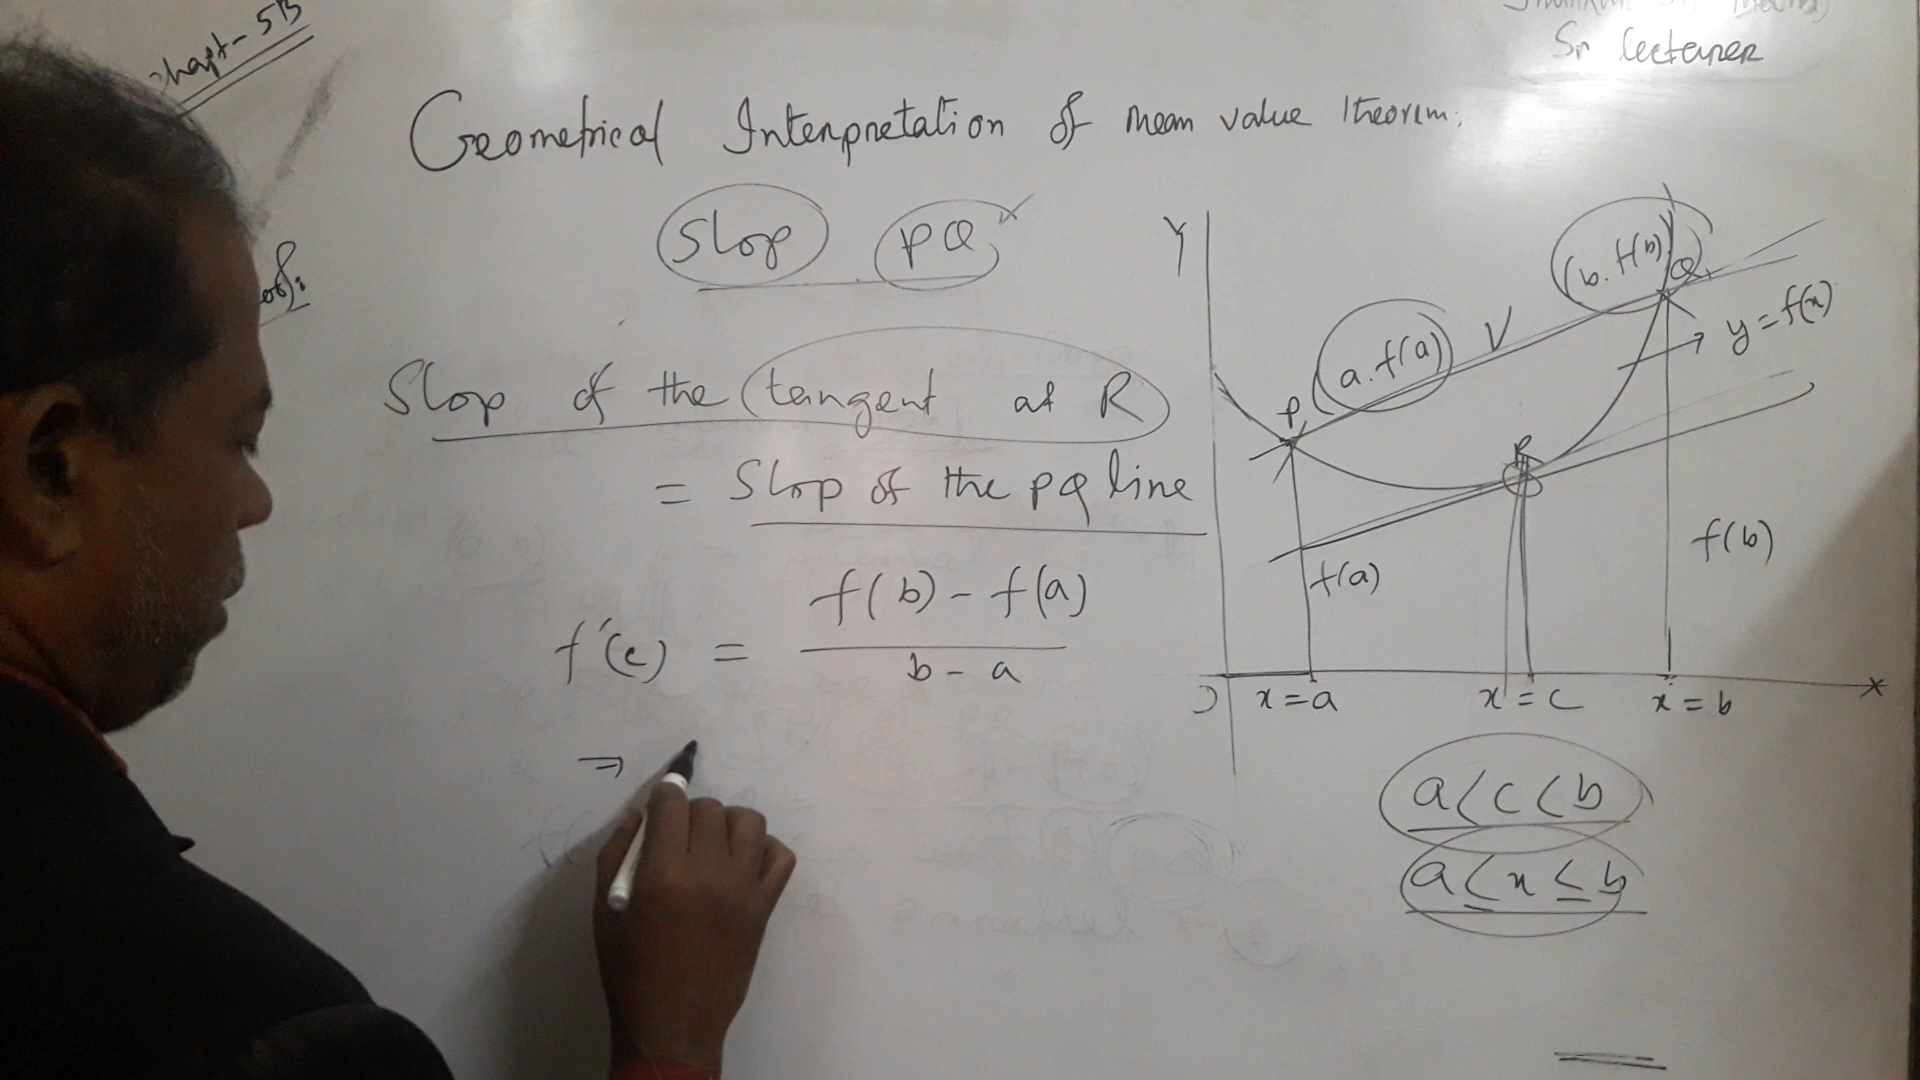 Chapt-5B
Sr lecturer
Geometrical Interpretation of mean value theorem.
Slop PQ
Slop of the tangent at R
= Slop of the PQ line
f'(c) = f(b) - f(a)
b - a
⇒
Y
(b.f(b))
Q
(a.f(a))
y = f(x)
P
R
f(a)
f(b)
x = a
x = c
x = b
X
a < c < b
a ≤ x ≤ b